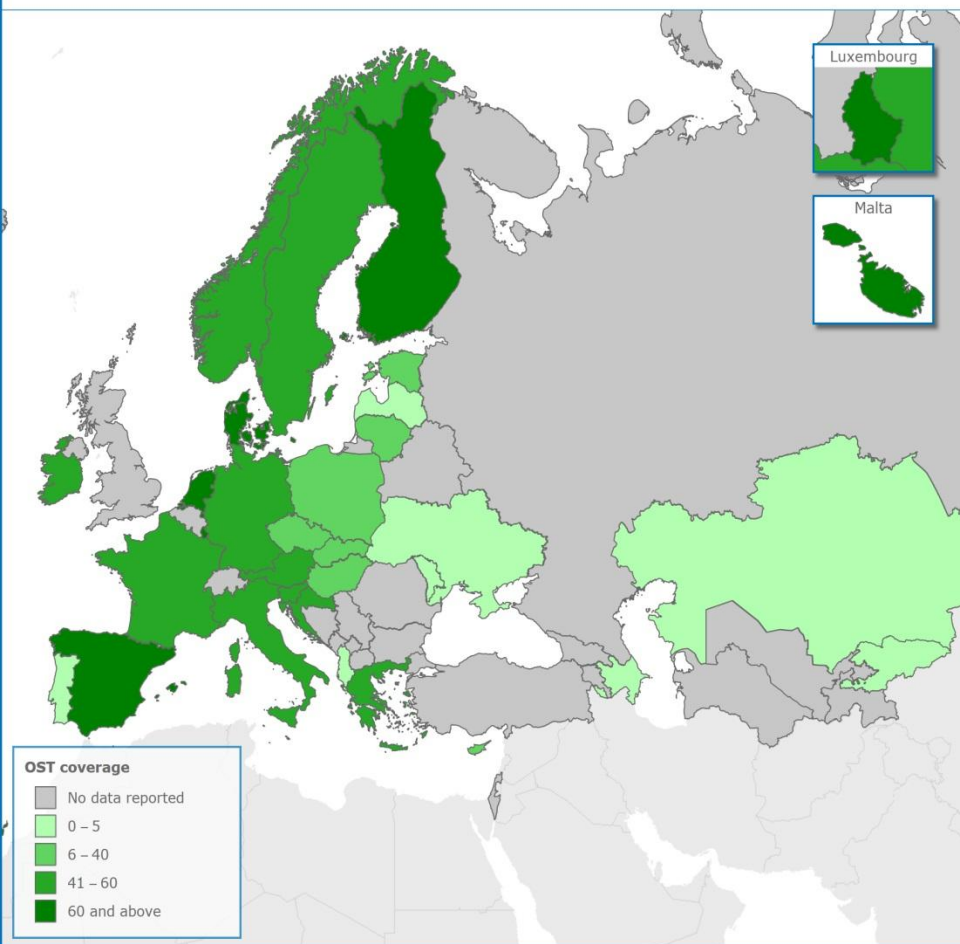 Luxembourg
Malta
OST coverage
No data reported
0 – 5
6 – 40
41 – 60
60 and above